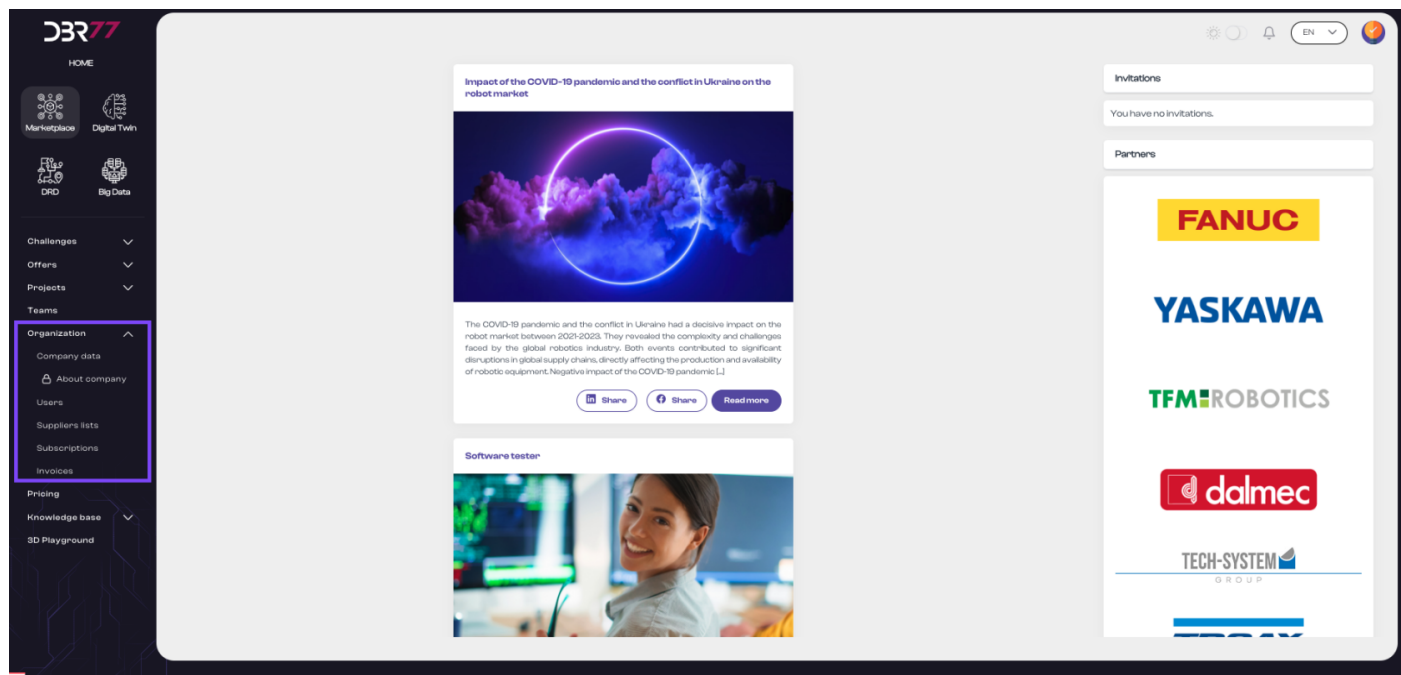 DBR77
HOME
Marketplace
Digital Twin
DRD
Big Data
Challenges
Offers
Projects
Teams
Organization
Company data
About company
Users
Suppliers lists
Subscriptions
Invoices
Pricing
Knowledge base
3D Playground
EN
Impact of the COVID-19 pandemic and the conflict in Ukraine on the
robot market
The COVID-19 pandemic and the conflict in Ukraine had a decisive impact on the
robot market between 2021-2023. They revealed the complexity and challenges
faced by the global robotics industry. Both events contributed to significant
disruptions in global supply chains, directly affecting the production and availability
of robotic equipment. Negative impact of the COVID-19 pandemic [...]
Share
Share
Read more
Software tester
Invitations
You have no invitations.
Partners
FANUC
YASKAWA
TFM ROBOTICS
dalmec
TECH-SYSTEM
GROUP